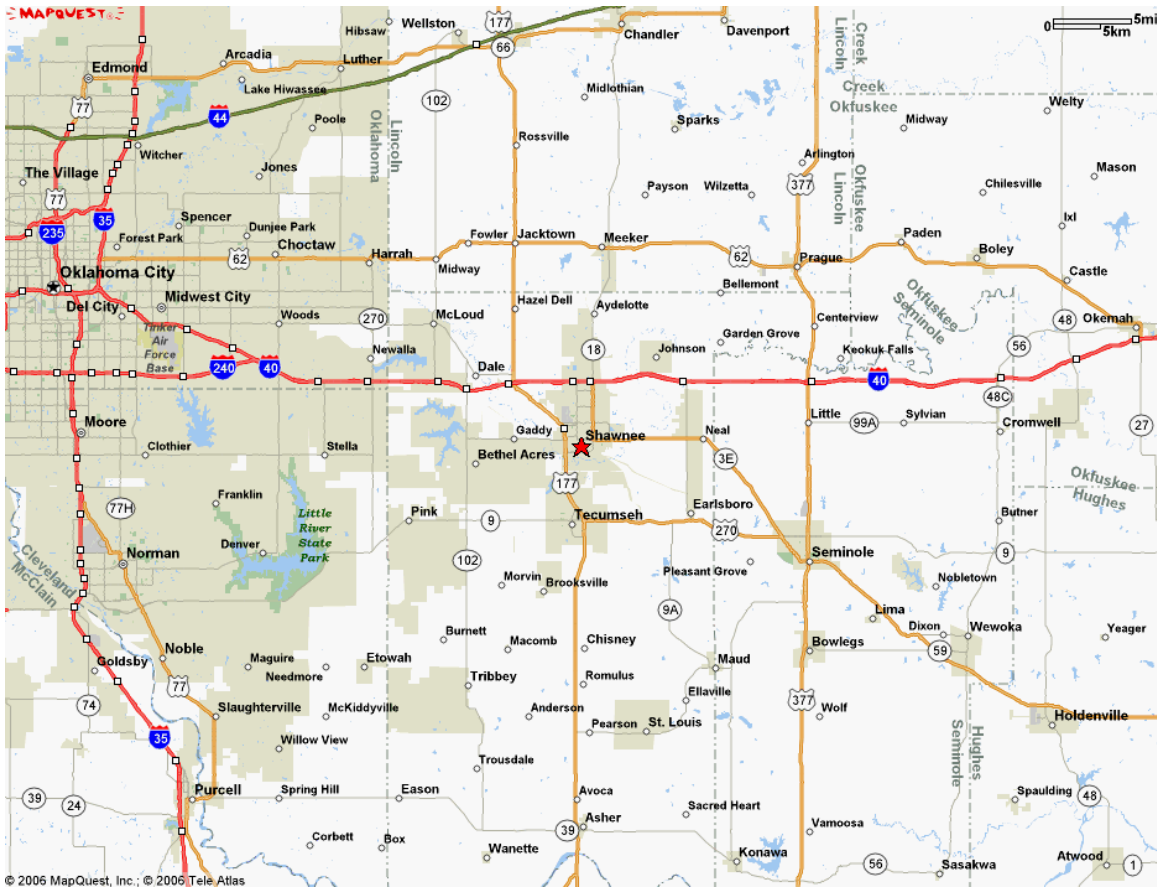 MAPQUEST
5mi
0
5km
177
Wellston
Hibsaw
66
Chandler
Davenport
Creek
Lincoln
Arcadia
Luther
Edmond
Lake Hiwassee
Creek
Okfuskee
77
102
Midlothian
Welty
44
Poole
Lincoln
Oklahoma
Sparks
Midway
Rossville
Witcher
Arlington
The Village
Jones
377
Mason
77
Payson
Wilzetta
Okfuskee
Lincoln
Chilesville
35
Spencer
Ixl
235
Forest Park
Dunjee Park
Choctaw
Fowler
Jacktown
Meeker
Paden
62
Harrah
62
Boley
Midway
Prague
Oklahoma City
Castle
Bellemont
Del City
Midwest City
Hazel Dell
Aydelotte
Okfuskee
Seminole
Woods
270
McLoud
Centerview
48
Okemah
Tinker
Air
Force
Base
Garden Grove
Newalla
18
Johnson
Keokuk Falls
56
240
40
Dale
40
48C
Moore
Little
99A
Sylvian
Cromwell
27
Clothier
Stella
Gaddy
Shawnee
Neal
Bethel Acres
3E
177
Okfuskee
Hughes
Franklin
77H
Little
River
State
Park
Pink
9
Tecumseh
Earlsboro
Butner
270
Denver
Norman
102
Seminole
9
Cleveland
McClain
Morvin
Brooksville
Pleasant Grove
Nobletown
9A
Lima
Dixon
Wewoka
Yeager
Burnett
Macomb
Chisney
Bowlegs
59
Noble
Goldsby
Maguire
Etowah
Maud
Needmore
Tribbey
Romulus
77
Ellaville
377
74
Slaughterville
McKiddyville
Anderson
Wolf
Holdenville
Pearson
St. Louis
35
Willow View
Hughes
Seminole
Trousdale
39
24
Purcell
Spring Hill
Eason
Avoca
Sacred Heart
Spaulding
48
Corbett
Box
39
Asher
Vamoosa
Wanette
Konawa
56
Sasakwa
Atwood
1
© 2006 MapQuest, Inc.; © 2006 Tele Atlas